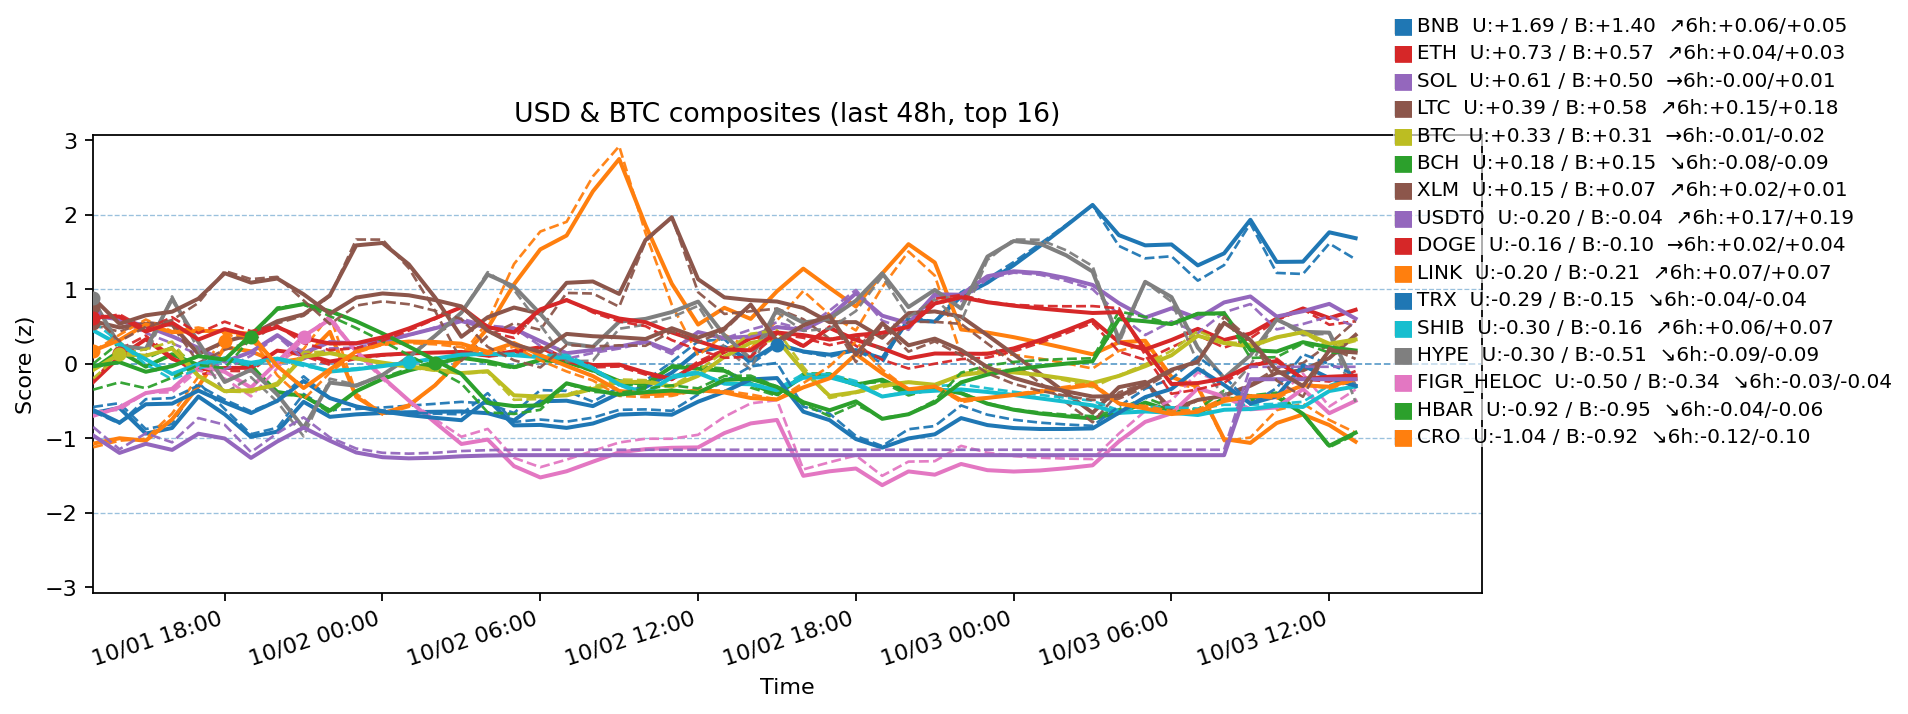 BNB  U:+1.69 / B:+1.40  ↗6h:+0.06/+0.05
ETH  U:+0.73 / B:+0.57  ↗6h:+0.04/+0.03
SOL  U:+0.61 / B:+0.50  →6h:-0.00/+0.01
LTC  U:+0.39 / B:+0.58  ↗6h:+0.15/+0.18
BTC  U:+0.33 / B:+0.31  →6h:-0.01/-0.02
BCH  U:+0.18 / B:+0.15  ↘6h:-0.08/-0.09
XLM  U:+0.15 / B:+0.07  ↗6h:+0.02/+0.01
USDT0  U:-0.20 / B:-0.04  ↗6h:+0.17/+0.19
DOGE  U:-0.16 / B:-0.10  →6h:+0.02/+0.04
LINK  U:-0.20 / B:-0.21  ↗6h:+0.07/+0.07
TRX  U:-0.29 / B:-0.15  ↘6h:-0.04/-0.04
SHIB  U:-0.30 / B:-0.16  ↗6h:+0.06/+0.07
HYPE  U:-0.30 / B:-0.51  ↘6h:-0.09/-0.09
FIGR_HELOC  U:-0.50 / B:-0.34  ↘6h:-0.03/-0.04
HBAR  U:-0.92 / B:-0.95  ↘6h:-0.04/-0.06
CRO  U:-1.04 / B:-0.92  ↘6h:-0.12/-0.10
USD & BTC composites (last 48h, top 16)
Score (z)
3
2
1
0
−1
−2
−3
10/01 18:00
10/02 00:00
10/02 06:00
10/02 12:00
10/02 18:00
10/03 00:00
10/03 06:00
10/03 12:00
Time